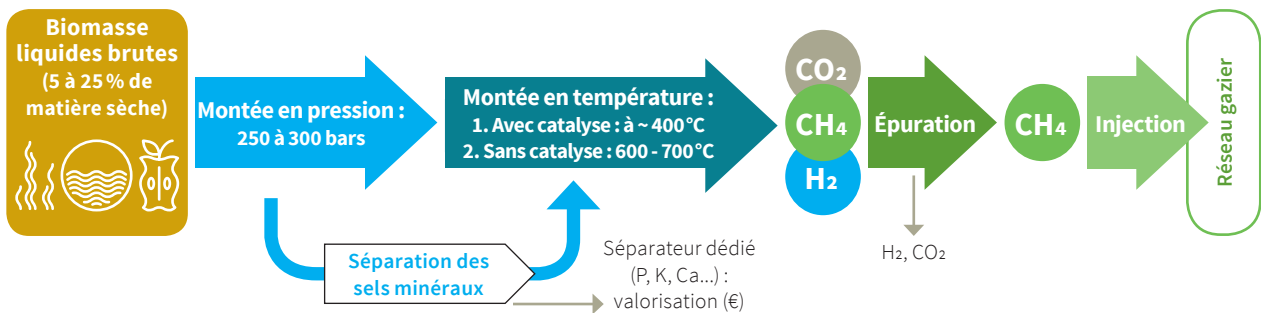 Biomasse
liquides brutes
(5 à 25 % de
matière sèche)
Montée en pression :
250 à 300 bars
Montée en température :
1. Avec catalyse : à ~ 400 °C
2. Sans catalyse : 600 - 700 °C
CO₂
CH₄
H₂
Épuration
CH₄
Injection
Réseau gazier
Séparation des
sels minéraux
Séparateur dédié
(P, K, Ca...) :
valorisation (€)
H₂, CO₂